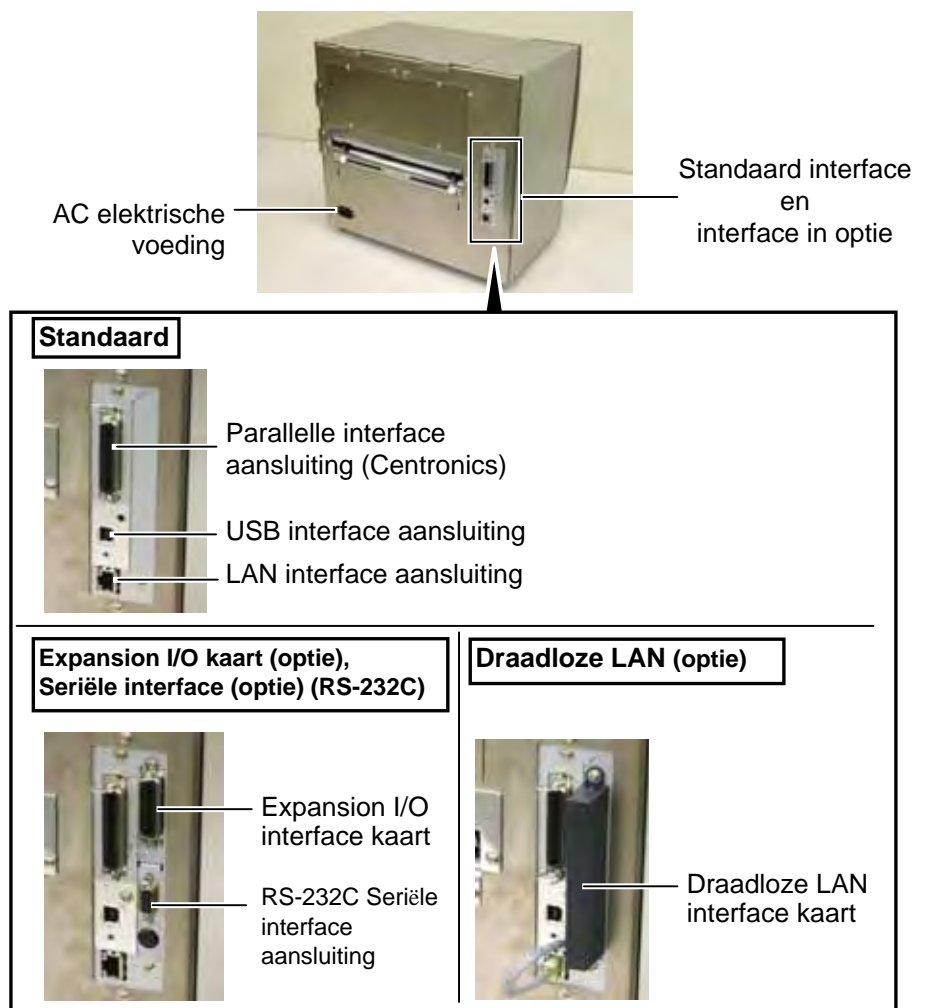 AC elektrische
voeding
Standaard interface
en
interface in optie
Standaard
Parallelle interface
aansluiting (Centronics)
USB interface aansluiting
LAN interface aansluiting
Expansion I/O kaart (optie),
Seriële interface (optie) (RS-232C)
Expansion I/O
interface kaart
RS-232C Seriële
interface
aansluiting
Draadloze LAN (optie)
Draadloze LAN
interface kaart